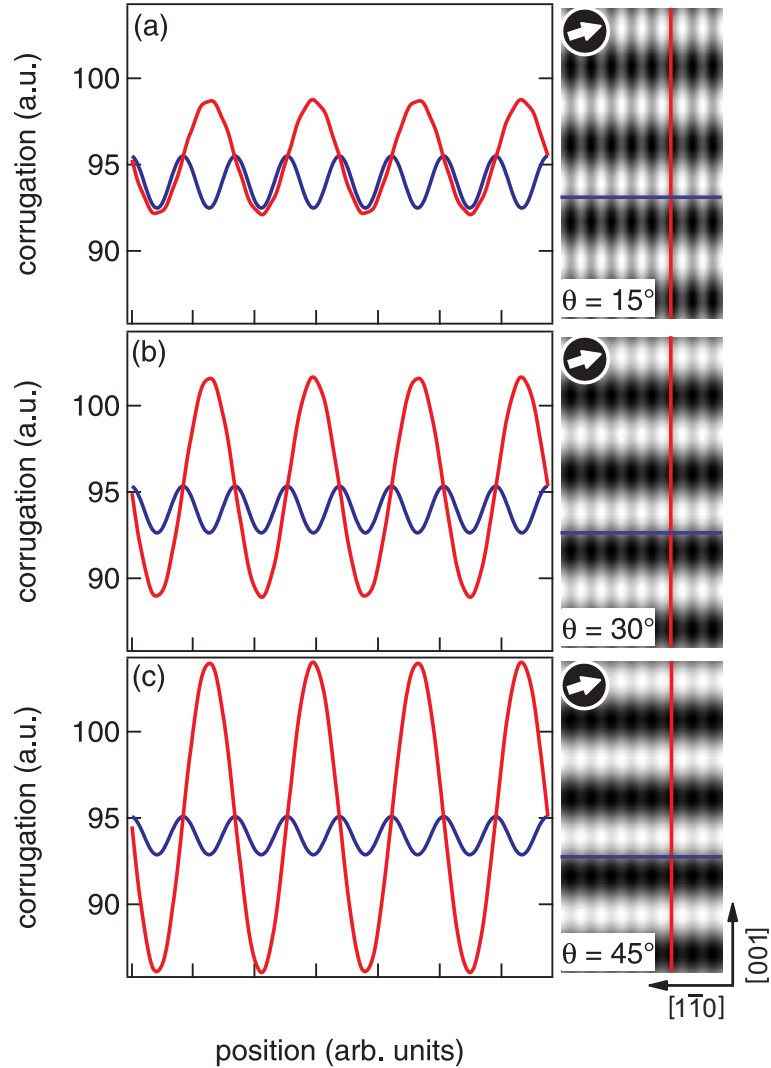 (a)
100
95
90
corrugation (a.u.)
θ = 15°
(b)
100
95
90
corrugation (a.u.)
θ = 30°
(c)
100
95
90
corrugation (a.u.)
θ = 45°
[001]
[11̅0]
position (arb. units)